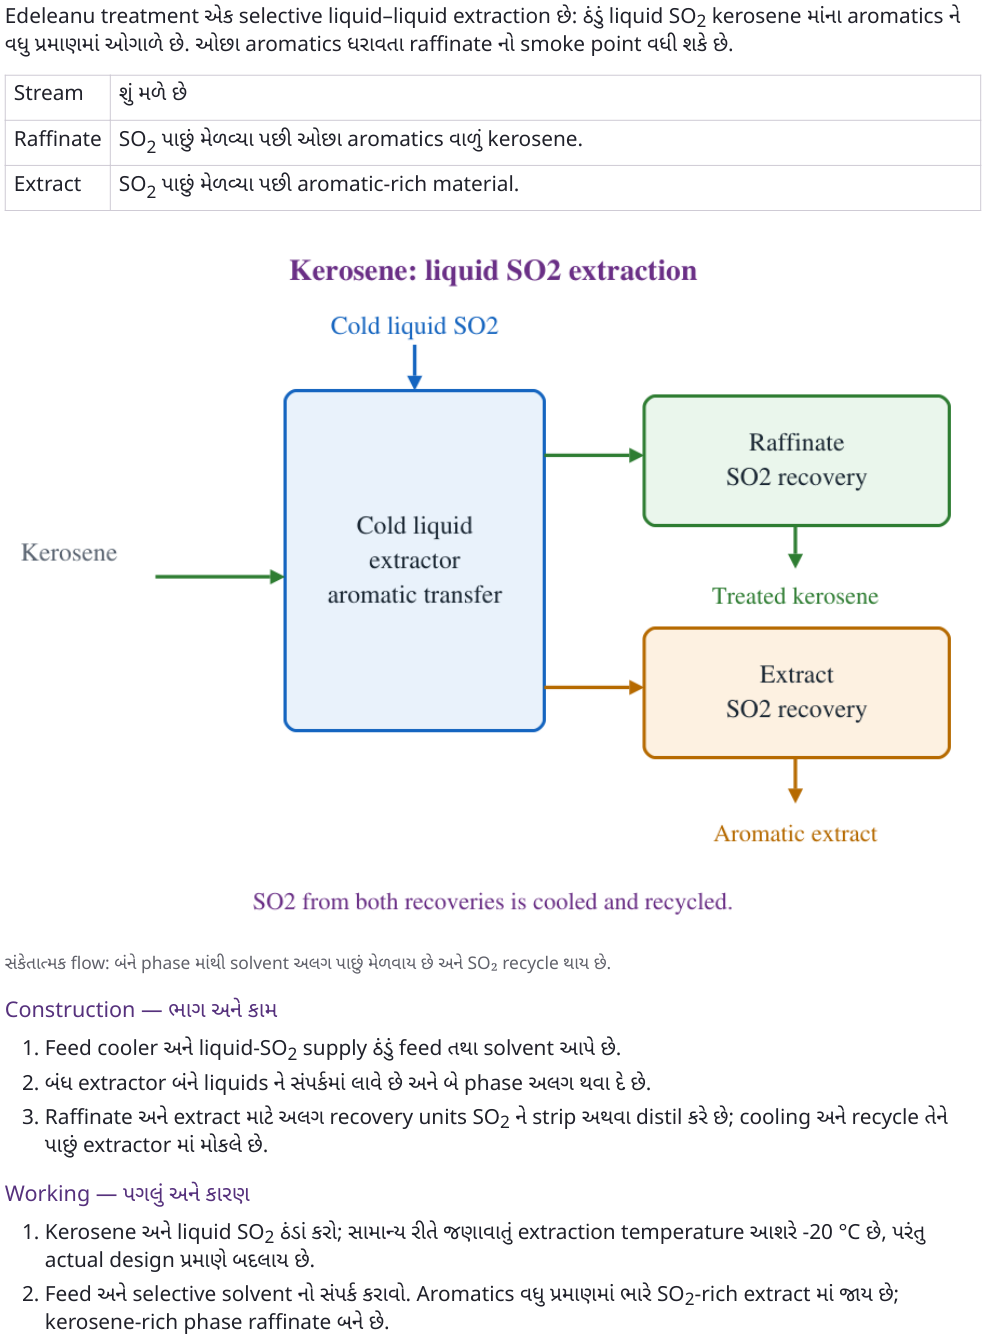 Edeleanu treatment એક selective liquid–liquid extraction છે: ઠંડું liquid SO2 kerosene માંના aromatics ને
વધુ પ્રમાણમાં ઓગાળે છે. ઓછા aromatics ધરાવતા raffinate નો smoke point વધી શકે છે.
Stream શું મળે છે
Raffinate SO2 પાછું મેળવ્યા પછી ઓછા aromatics વાળું kerosene.
Extract SO2 પાછું મેળવ્યા પછી aromatic-rich material.
Kerosene: liquid SO2 extraction
Cold liquid SO2
Kerosene
Cold liquid
extractor
aromatic transfer
Raffinate
SO2 recovery
Treated kerosene
Extract
SO2 recovery
Aromatic extract
SO2 from both recoveries is cooled and recycled.
સંકેતાત્મક flow: બંને phase માંથી solvent અલગ પાછું મેળવાય છે અને SO₂ recycle થાય છે.
Construction — ભાગ અને કામ
1. Feed cooler અને liquid-SO2 supply ઠંડું feed તથા solvent આપે છે.
2. બંધ extractor બંને liquids ને સંપર્કમાં લાવે છે અને બે phase અલગ થવા દે છે.
3. Raffinate અને extract માટે અલગ recovery units SO2 ને strip અથવા distil કરે છે; cooling અને recycle તેને
પાછું extractor માં મોકલે છે.
Working — પગલું અને કારણ
1. Kerosene અને liquid SO2 ઠંડાં કરો; સામાન્ય રીતે જણાવાતું extraction temperature આશરે -20 °C છે, પરંતુ
actual design પ્રમાણે બદલાય છે.
2. Feed અને selective solvent નો સંપર્ક કરાવો. Aromatics વધુ પ્રમાણમાં ભારે SO2-rich extract માં જાય છે;
kerosene-rich phase raffinate બને છે.